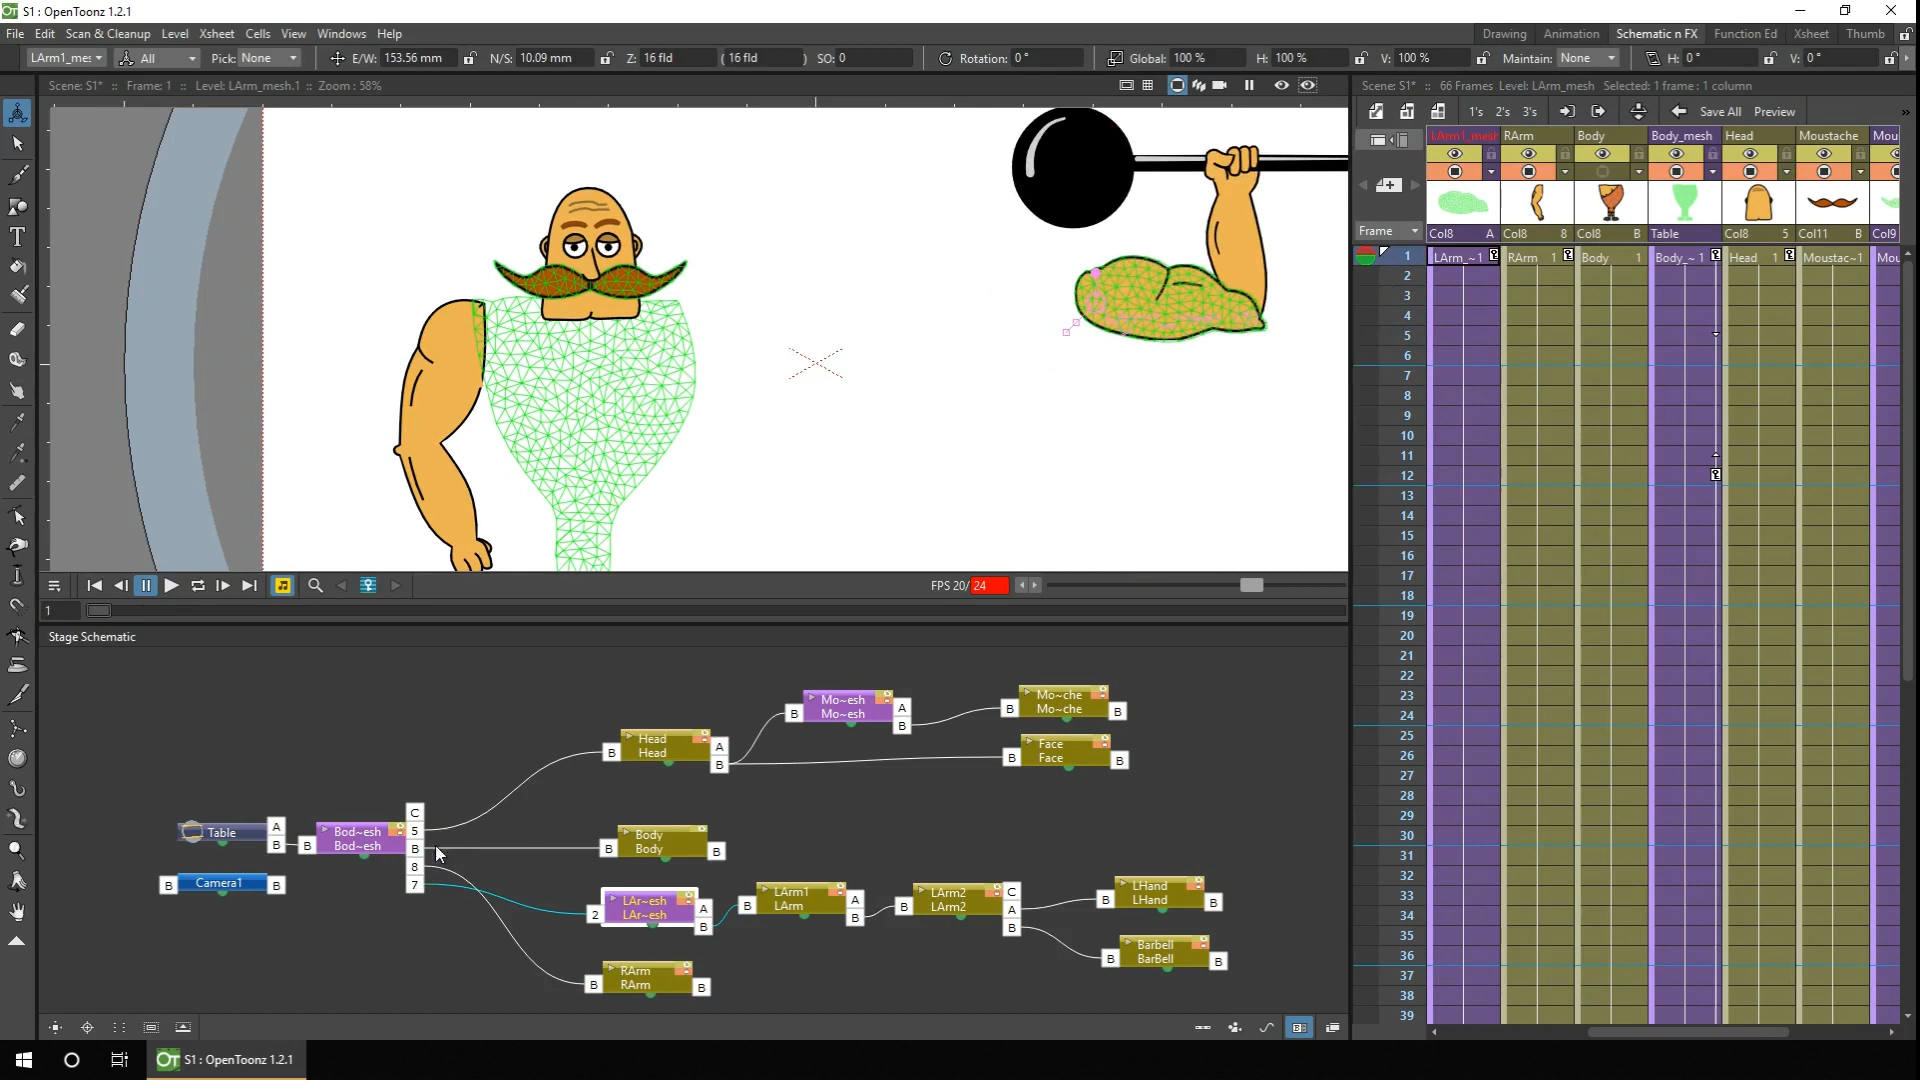 S1 : OpenToonz 1.2.1
File Edit Scan & Cleanup Level Xsheet Cells View Windows Help
Drawing Animation Schematic n FX Function Ed Xsheet Thumb
LArm1_me: All Pick: None E/W: 153.56 mm N/S: 10.09 mm Z: 16 fld ( 16 fld ) SO: 0 Rotation: 0 ° Global: 100 % H: 100 % V: 100 % Maintain: None H: 0 ° V: 0 °
Scene: S1* :: Frame: 1 :: Level: LArm_mesh.1 :: Zoom : 58%
Scene: S1* :: 66 Frames Level: LArm_mesh Selected: 1 frame : 1 column
1's 2's 3's Save All Preview »
LArm1_mesh RArm Body Body_mesh Head Moustache Mou
Frame
Col8 A Col8 8 Col8 B Table Col8 5 Col11 B Col9
1 LArm_~1 RArm 1 Body 1 Body_~ 1 Head 1 Moustac~1 Mou
2
3
4
5
6
7
8
9
10
11
12
13
14
15
16
17
18
19
20
21
22
23
24
25
26
27
28
29
30
31
32
33
34
35
36
37
38
39
FPS 20/24
1
Stage Schematic
Mo~esh
Mo~esh
B A B
Mo~che
Mo~che
B B
Head
Head
B A B
Face
Face
B B
Table
A B
Bod~esh
Bod~esh
B C 5 B 8 7
Body
Body
B B
Camera1
B B
LAr~esh
LAr~esh
2 A B
LArm1
LArm
B A B
LArm2
LArm2
B C A B
LHand
LHand
B B
Barbell
BarBell
B B
RArm
RArm
B B
S1 : OpenToonz 1.2.1